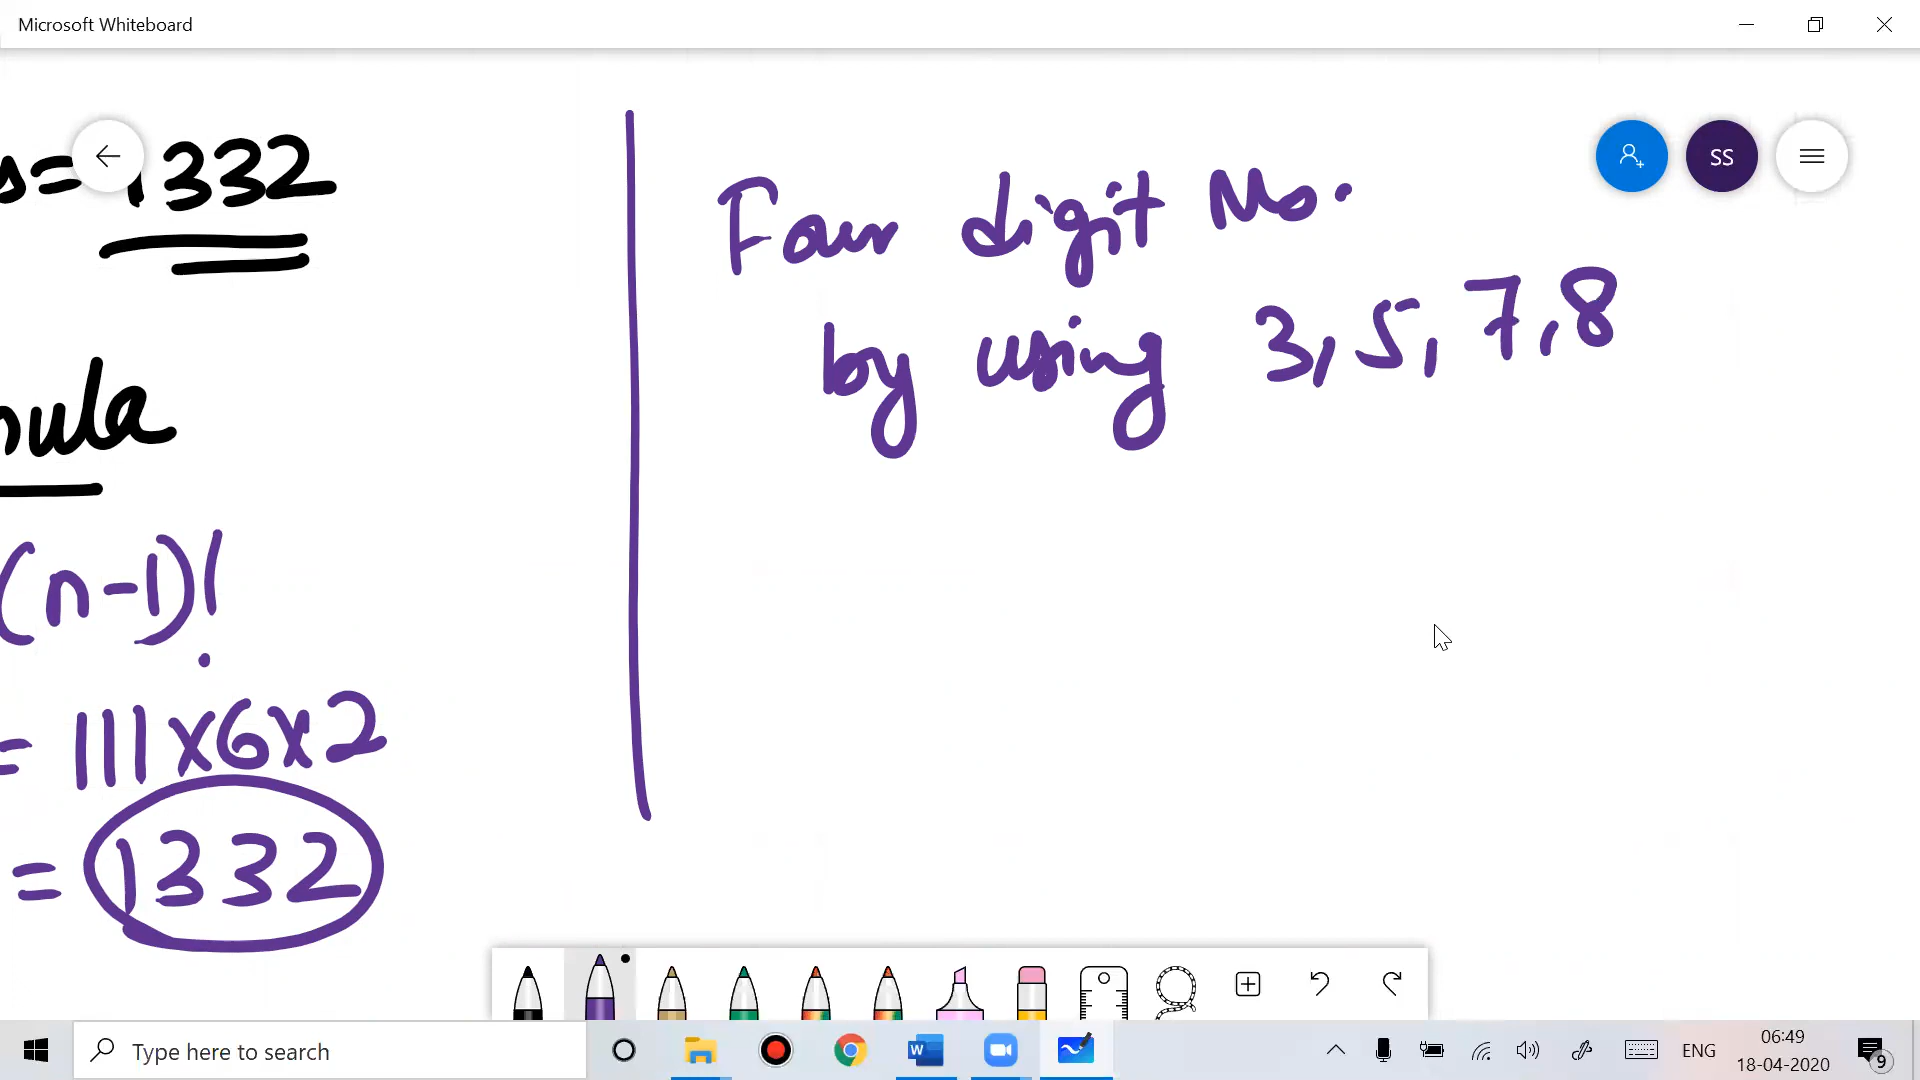 Microsoft Whiteboard
s=1332
mula
(n-1)!
= 111x6x2
= 1332
Four digit No.
by using 3,5,7,8
SS
Type here to search
ENG
06:49
18-04-2020
9